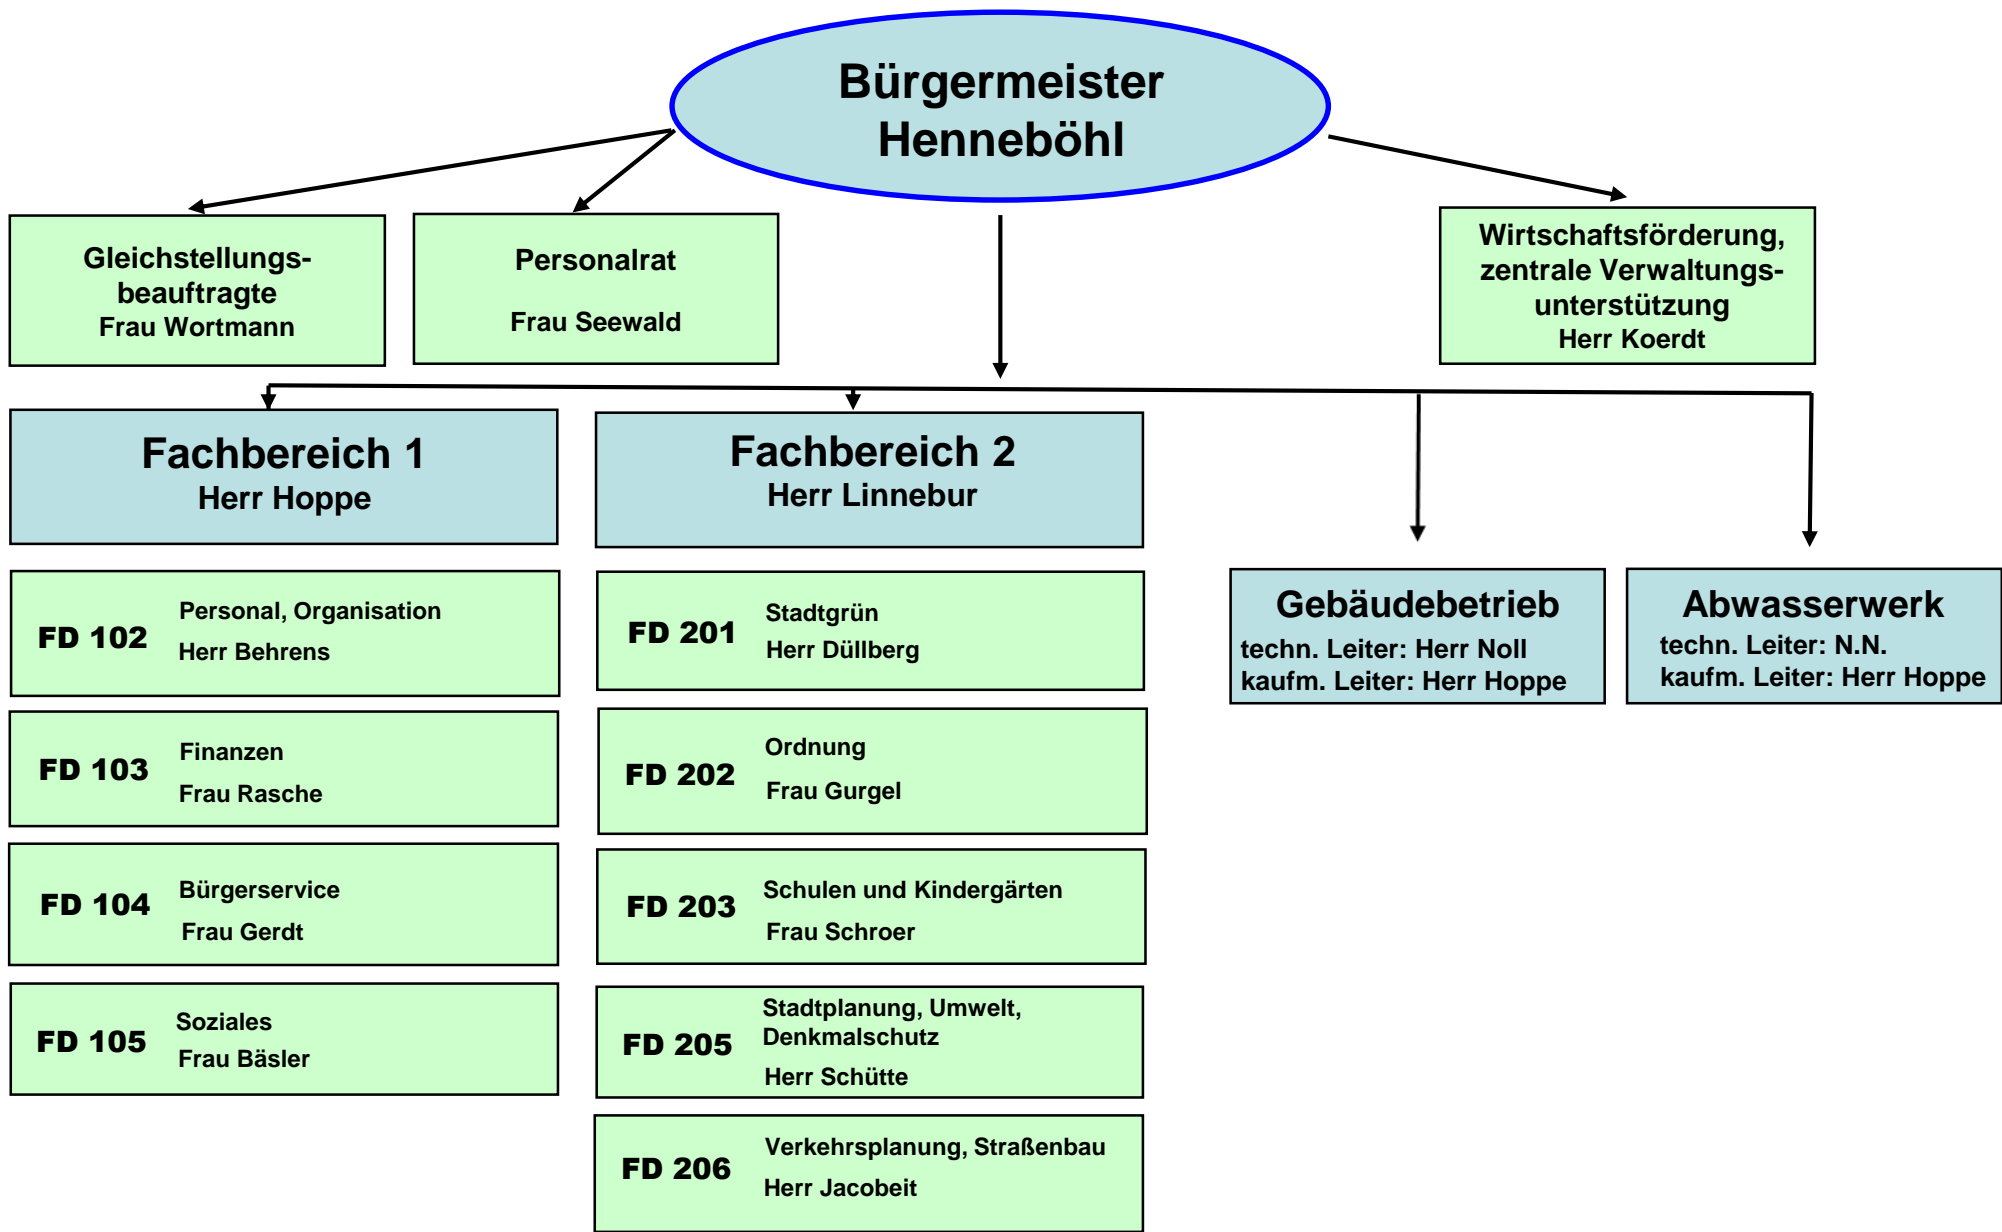 Bürgermeister
Henneböhl
Gleichstellungs-
beauftragte
Frau Wortmann
Personalrat
Frau Seewald
Wirtschaftsförderung,
zentrale Verwaltungs-
unterstützung
Herr Koerdt
Fachbereich 1
Herr Hoppe
FD 102
Personal, Organisation
Herr Behrens
FD 103
Finanzen
Frau Rasche
FD 104
Bürgerservice
Frau Gerdt
FD 105
Soziales
Frau Bäsler
Fachbereich 2
Herr Linnebur
FD 201
Stadtgrün
Herr Düllberg
FD 202
Ordnung
Frau Gurgel
FD 203
Schulen und Kindergärten
Frau Schroer
FD 205
Stadtplanung, Umwelt,
Denkmalschutz
Herr Schütte
FD 206
Verkehrsplanung, Straßenbau
Herr Jacobeit
Gebäudebetrieb
techn. Leiter: Herr Noll
kaufm. Leiter: Herr Hoppe
Abwasserwerk
techn. Leiter: N.N.
kaufm. Leiter: Herr Hoppe